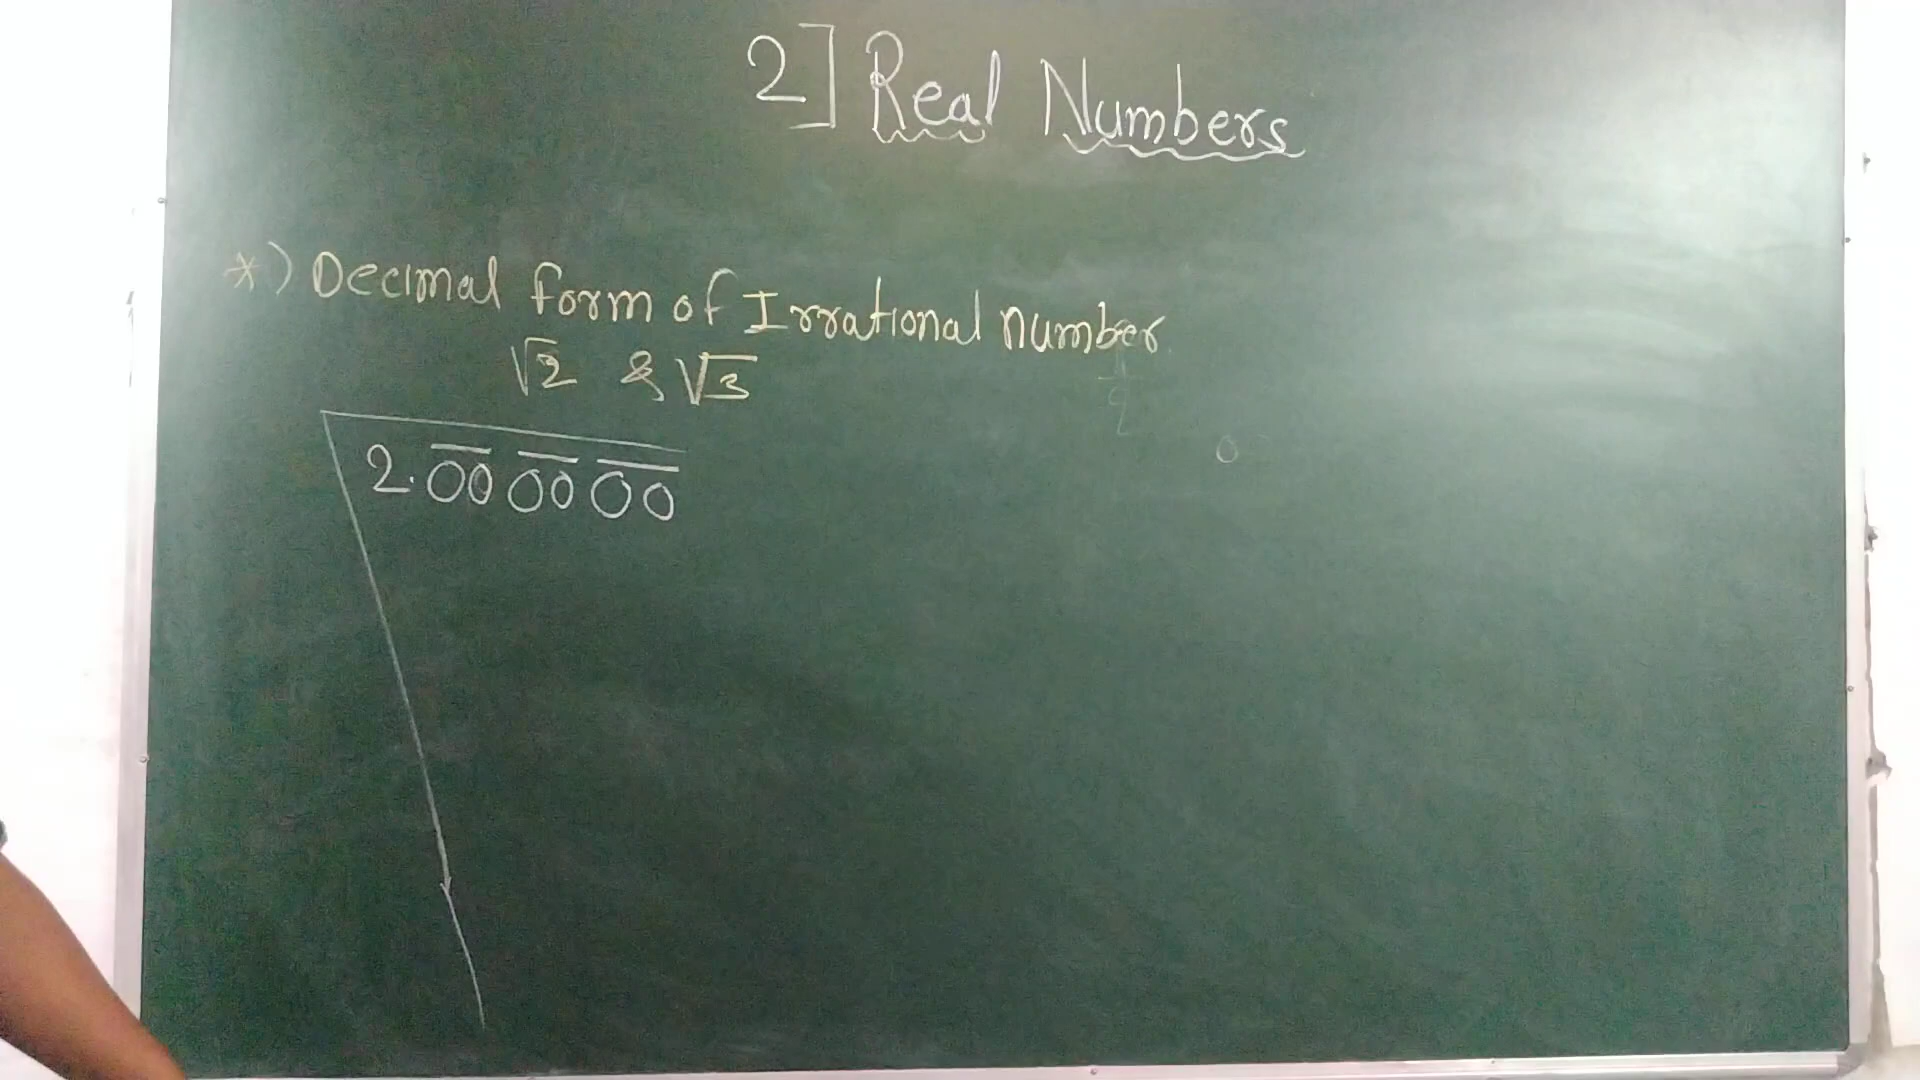 2] Real Numbers
*) Decimal form of Irrational number
√2 & √3
2.00 00 00